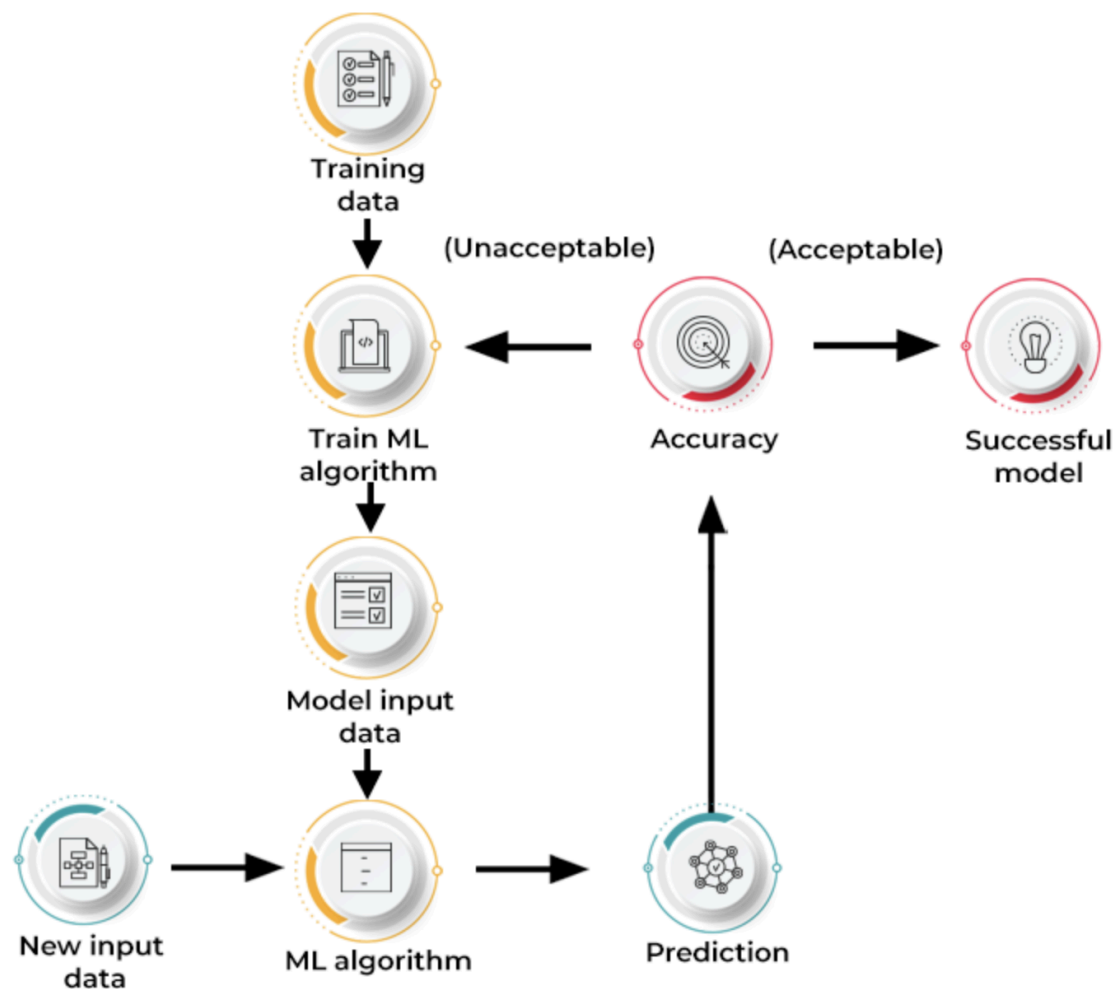 Training
data
(Unacceptable)
(Acceptable)
</>
Train ML
algorithm
Accuracy
Successful
model
Model input
data
New input
data
ML algorithm
Prediction